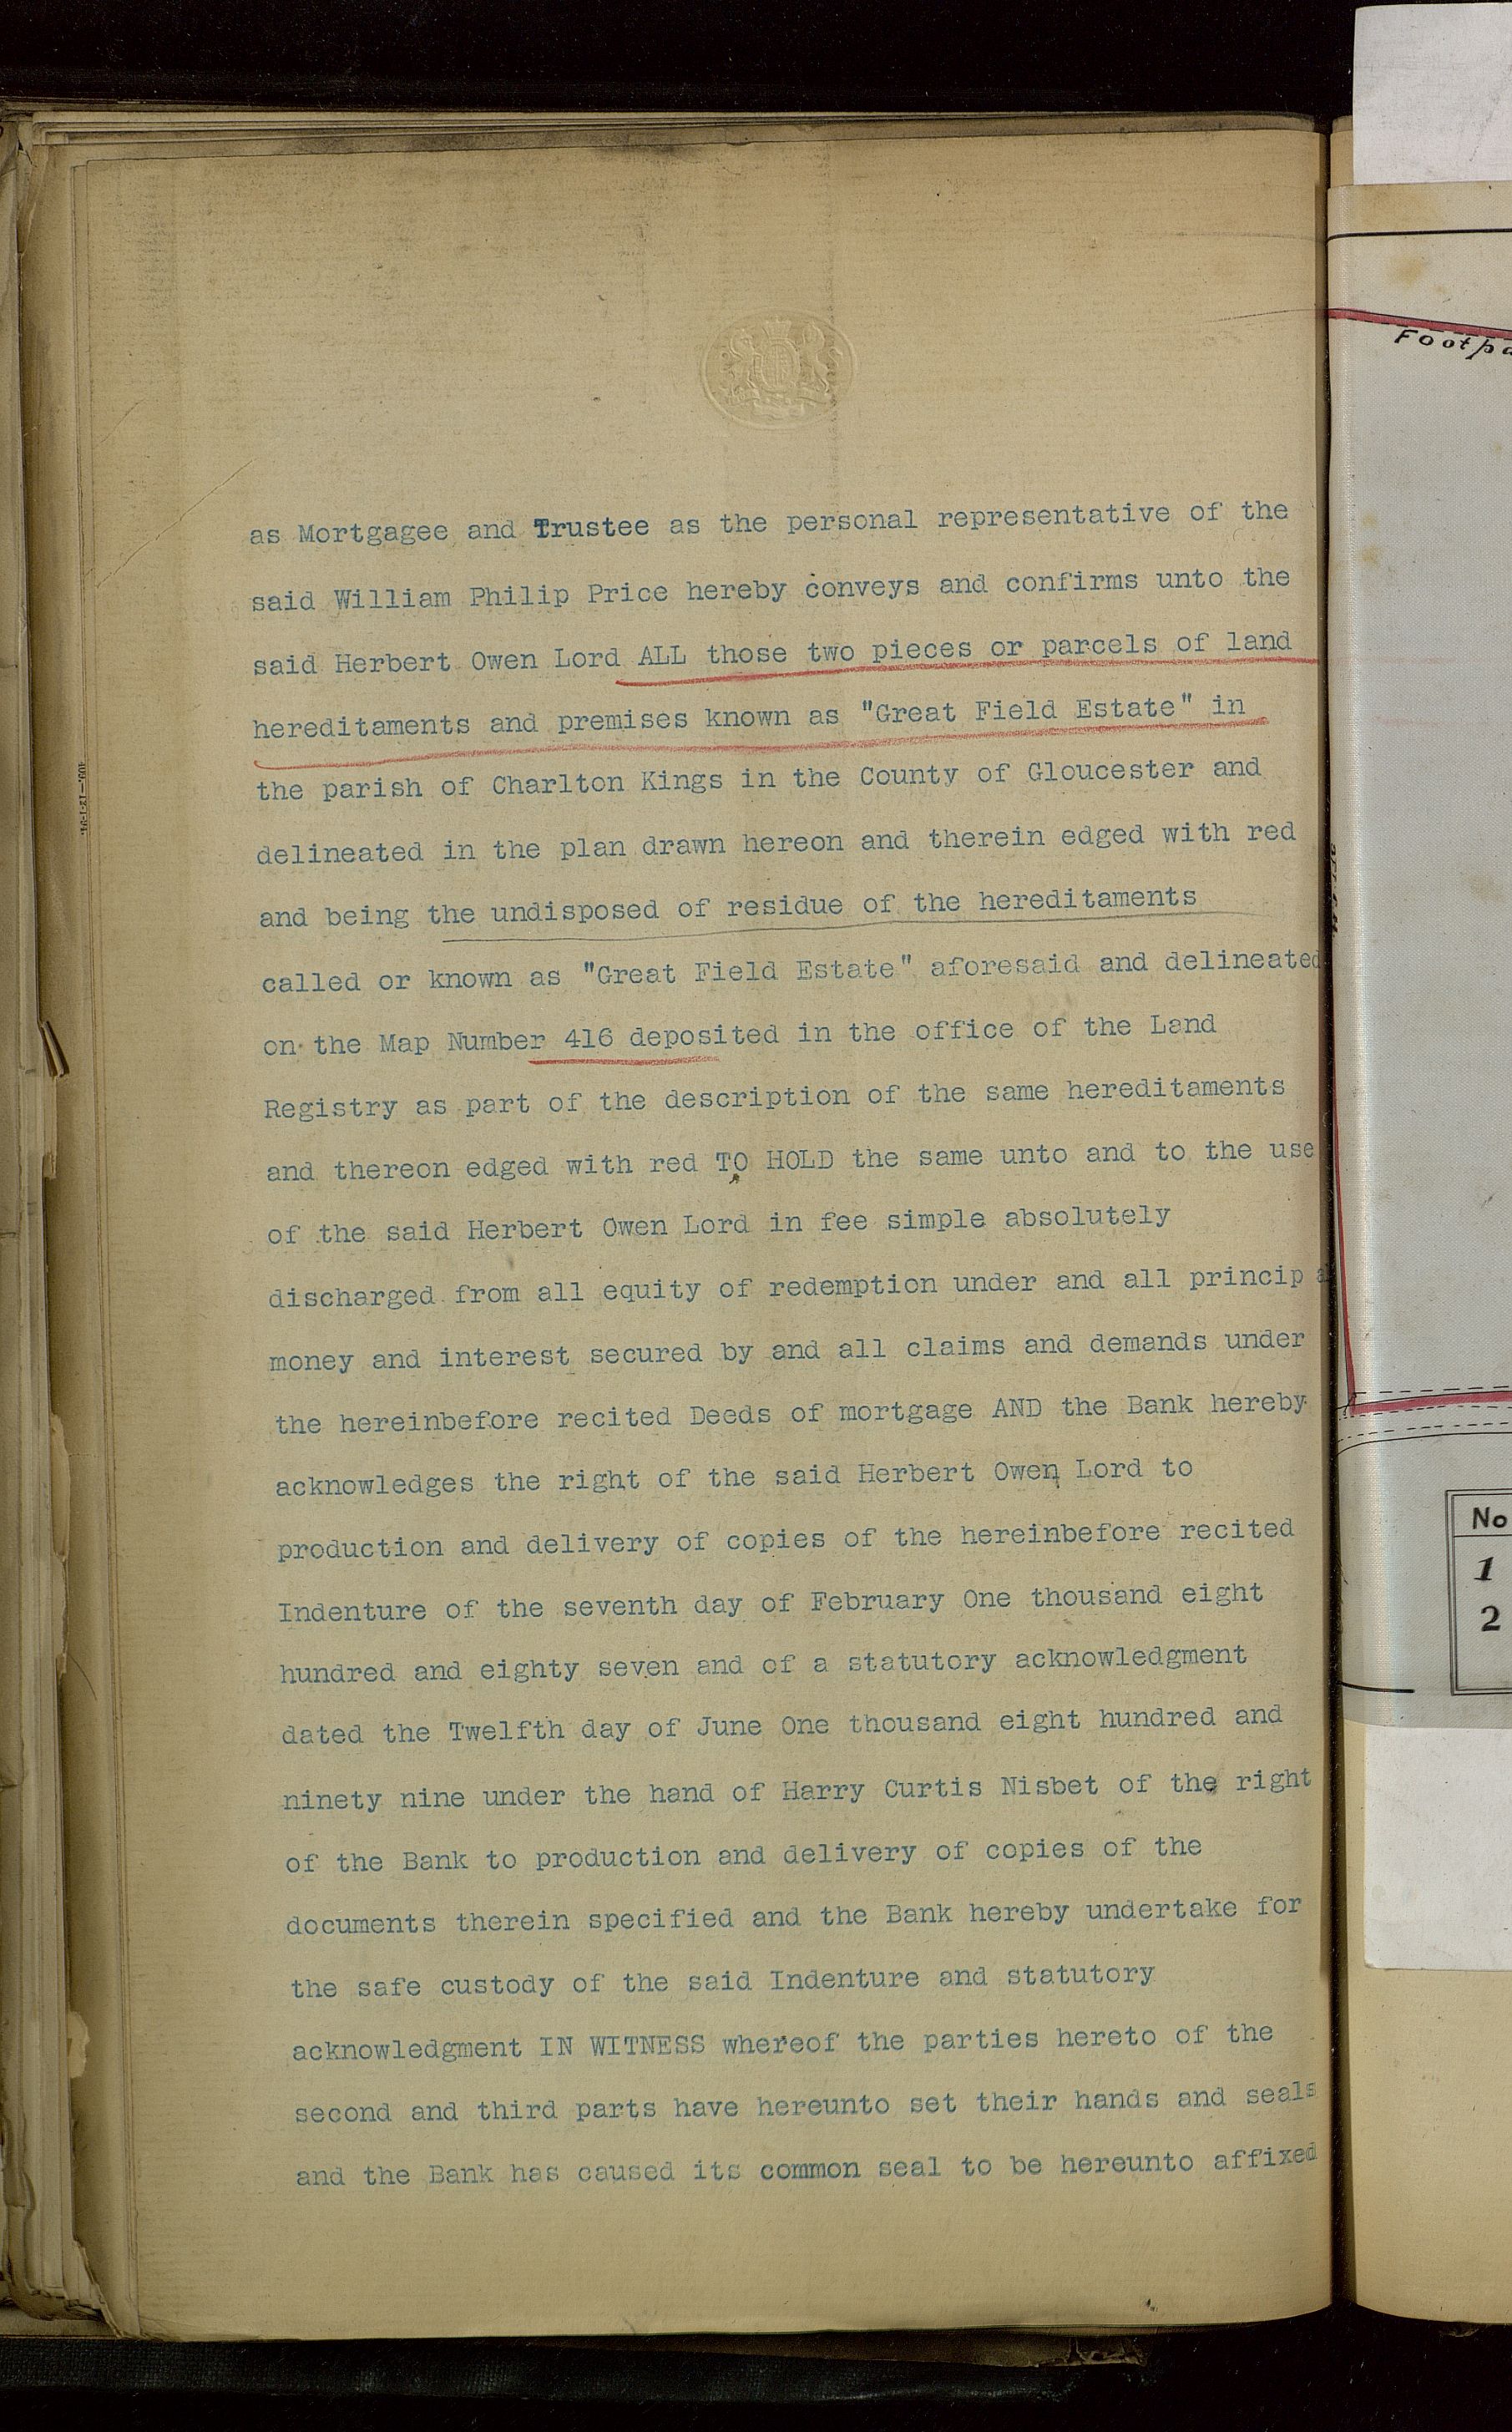 as Mortgagee and Trustee as the personal representative of the
said William Philip Price hereby conveys and confirms unto the
said Herbert Owen Lord ALL those two pieces or parcels of land
hereditaments and premises known as "Great Field Estate" in
the parish of Charlton Kings in the County of Gloucester and
delineated in the plan drawn hereon and therein edged with red
and being the undisposed of residue of the hereditaments
called or known as "Great Field Estate" aforesaid and delineated
on the Map Number 416 deposited in the office of the Land
Registry as part of the description of the same hereditaments
and thereon edged with red TO HOLD the same unto and to the use
of the said Herbert Owen Lord in fee simple absolutely
discharged from all equity of redemption under and all princip a
money and interest secured by and all claims and demands under
the hereinbefore recited Deeds of mortgage AND the Bank hereby
acknowledges the right of the said Herbert Owen Lord to
production and delivery of copies of the hereinbefore recited
Indenture of the seventh day of February One thousand eight
hundred and eighty seven and of a statutory acknowledgment
dated the Twelfth day of June One thousand eight hundred and
ninety nine under the hand of Harry Curtis Nisbet of the right
of the Bank to production and delivery of copies of the
documents therein specified and the Bank hereby undertake for
the safe custody of the said Indenture and statutory
acknowledgment IN WITNESS whereof the parties hereto of the
second and third parts have hereunto set their hands and seals
and the Bank has caused its common seal to be hereunto affixed
Footpa
No
1
2